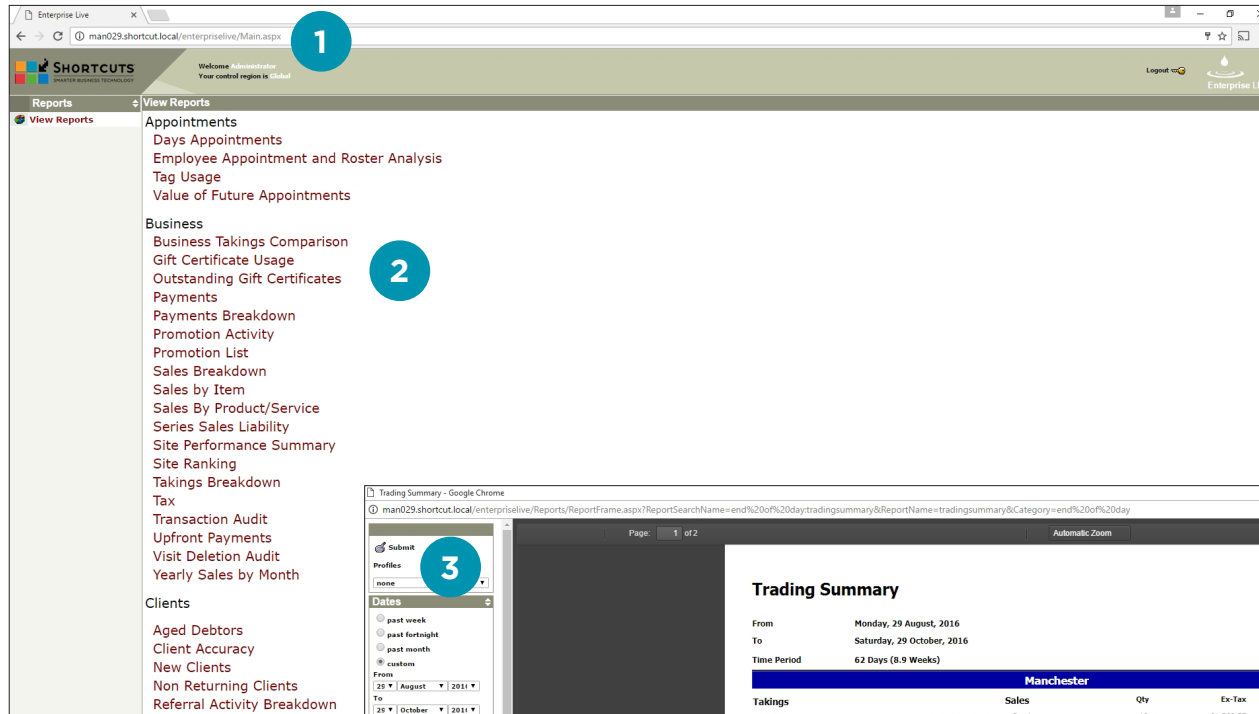 Enterprise Live
man029.shortcut.local/enterpriselive/Main.aspx
1
SHORTCUTS
SMARTER BUSINESS TECHNOLOGY
Welcome Administrator
Your control region is Global
Logout
Enterprise Li
Reports
View Reports
View Reports
Appointments
Days Appointments
Employee Appointment and Roster Analysis
Tag Usage
Value of Future Appointments
Business
Business Takings Comparison
Gift Certificate Usage
2
Outstanding Gift Certificates
Payments
Payments Breakdown
Promotion Activity
Promotion List
Sales Breakdown
Sales by Item
Sales By Product/Service
Series Sales Liability
Site Performance Summary
Site Ranking
Takings Breakdown
Tax
Transaction Audit
Upfront Payments
Visit Deletion Audit
Yearly Sales by Month
Clients
Aged Debtors
Client Accuracy
New Clients
Non Returning Clients
Referral Activity Breakdown
Trading Summary - Google Chrome
man029.shortcut.local/enterpriselive/Reports/ReportFrame.aspx?ReportSearchName=end%20of%20day:tradingsummary&ReportName=tradingsummary&Category=end%20of%20day
Submit
3
Profiles
none
Dates
past week
past fortnight
past month
custom
From
29 August 201
To
29 October 201
Page: 1 of 2
Automatic Zoom
Trading Summary
From Monday, 29 August, 2016
To Saturday, 29 October, 2016
Time Period 62 Days (8.9 Weeks)
Manchester
Takings Sales Qty Ex-Tax